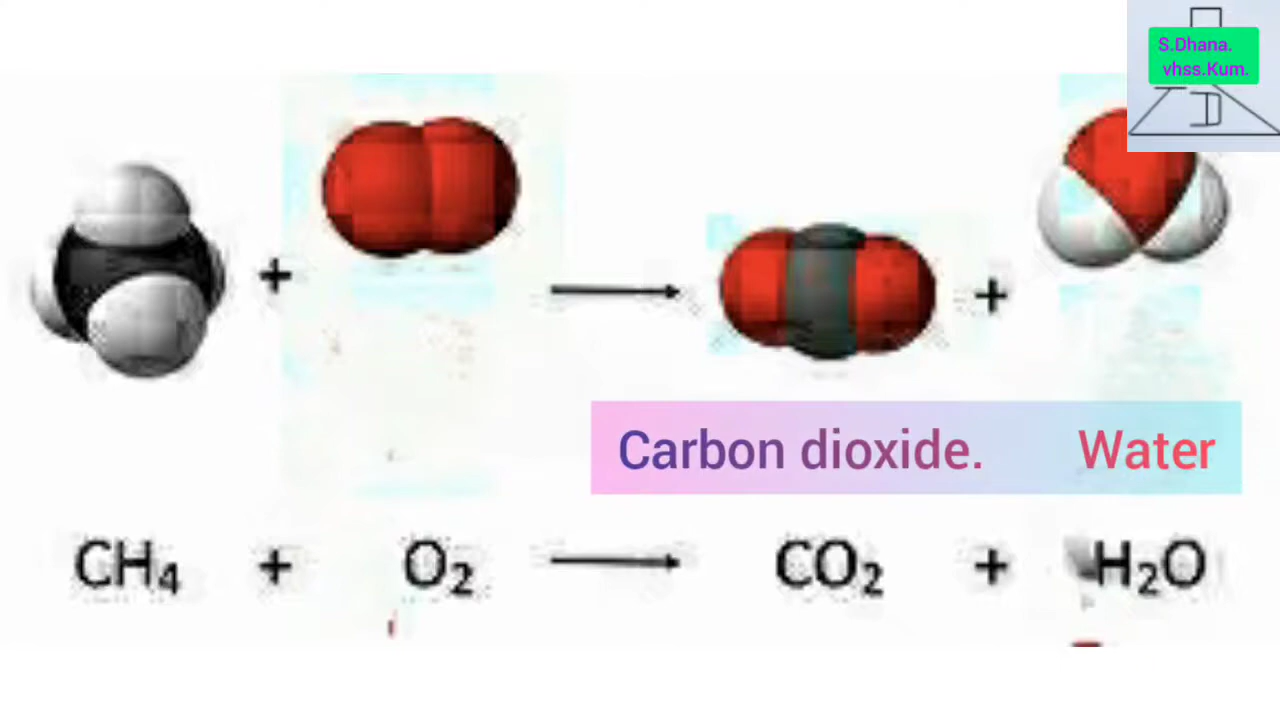 S.Dhana.
vhss.Kum.
D
+ +
Carbon dioxide. Water
CH₄ + O₂ → CO₂ + H₂O